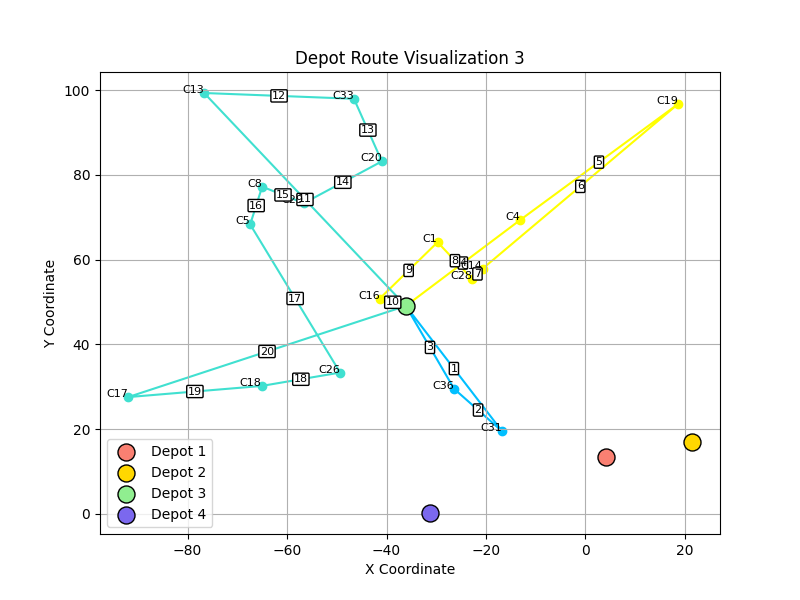 Depot Route Visualization 3
100
80
60
40
20
0
−80
−60
−40
−20
0
20
X Coordinate
Y Coordinate
C13
12
C33
13
C20
14
C8
15
11
16
C5
17
C19
5
6
C4
C1
8
C14
7
C28
9
C16
10
3
1
C36
2
C31
20
C26
18
C18
19
C17
Depot 1
Depot 2
Depot 3
Depot 4